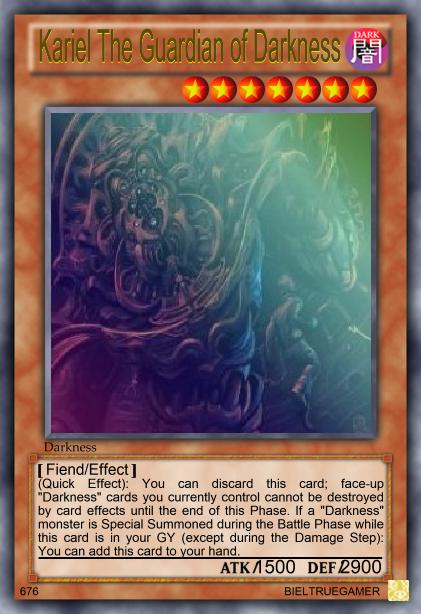 Kariel The Guardian of Darkness
DARK
闇
Darkness
[ Fiend/Effect ]
(Quick Effect): You can discard this card; face-up
"Darkness" cards you currently control cannot be destroyed
by card effects until the end of this Phase. If a "Darkness"
monster is Special Summoned during the Battle Phase while
this card is in your GY (except during the Damage Step):
You can add this card to your hand.
ATK/1500 DEF/2900
676
BIELTRUEGAMER